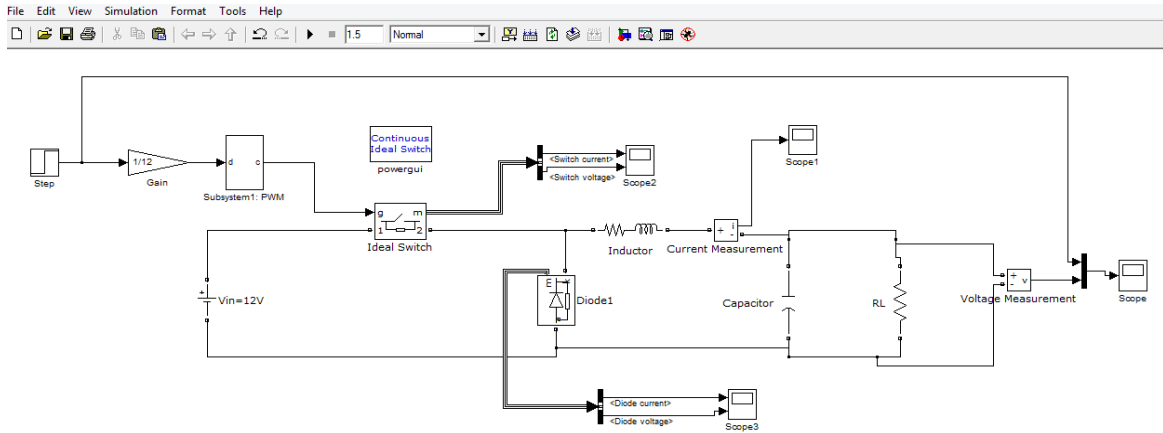 File Edit View Simulation Format Tools Help
1.5 Normal
Step
1/12
Gain
d c
Subsystem1: PWM
Continuous
Ideal Switch
powergui
<Switch current>
<Switch voltage>
Scope2
Scope1
g m
1 2
Ideal Switch
Inductor
+ i
-
Current Measurement
Vin=12V
+
m k
a
Diode1
Capacitor
RL
+ v
-
Voltage Measurement
Scope
<Diode current>
<Diode voltage>
Scope3